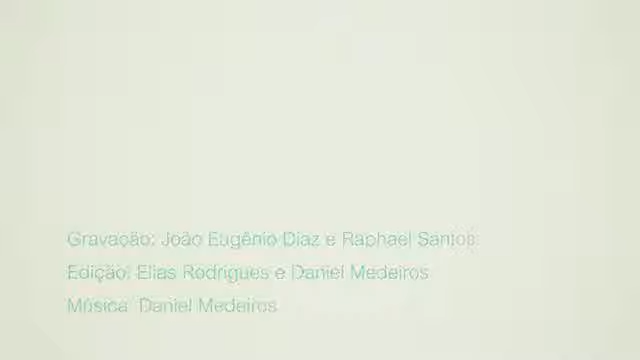 Gravação: João Eugênio Diaz e Raphael Santos
Edição: Elias Rodrigues e Daniel Medeiros
Música: Daniel Medeiros